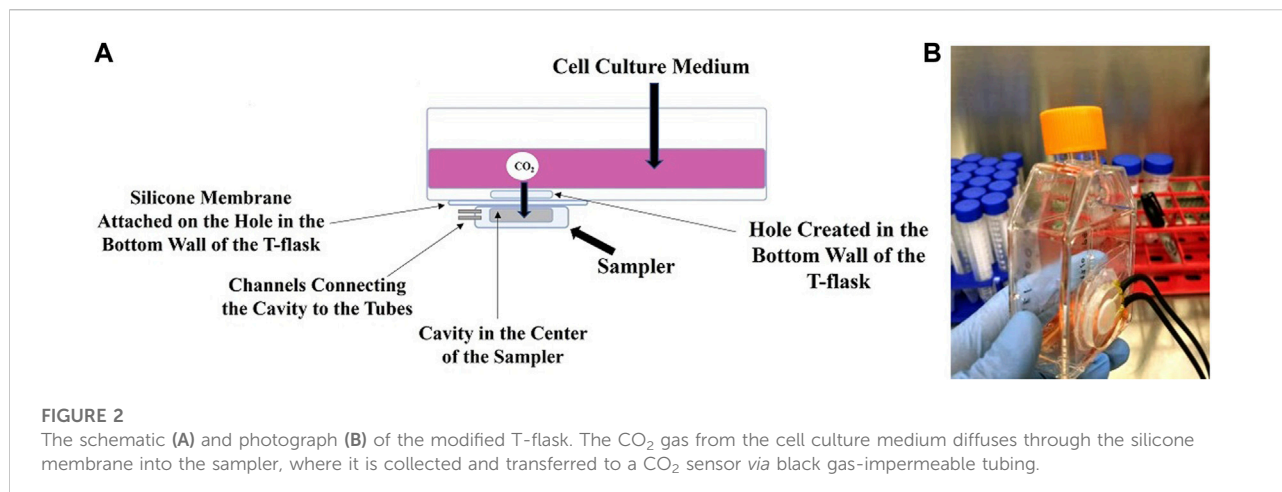 A
B
Cell Culture Medium
CO₂
Silicone Membrane
Attached on the Hole in the
Bottom Wall of the T-flask
Channels Connecting
the Cavity to the Tubes
Cavity in the Center
of the Sampler
Sampler
Hole Created in the
Bottom Wall of the
T-flask
FIGURE 2
The schematic (A) and photograph (B) of the modified T-flask. The CO₂ gas from the cell culture medium diffuses through the silicone
membrane into the sampler, where it is collected and transferred to a CO₂ sensor via black gas-impermeable tubing.